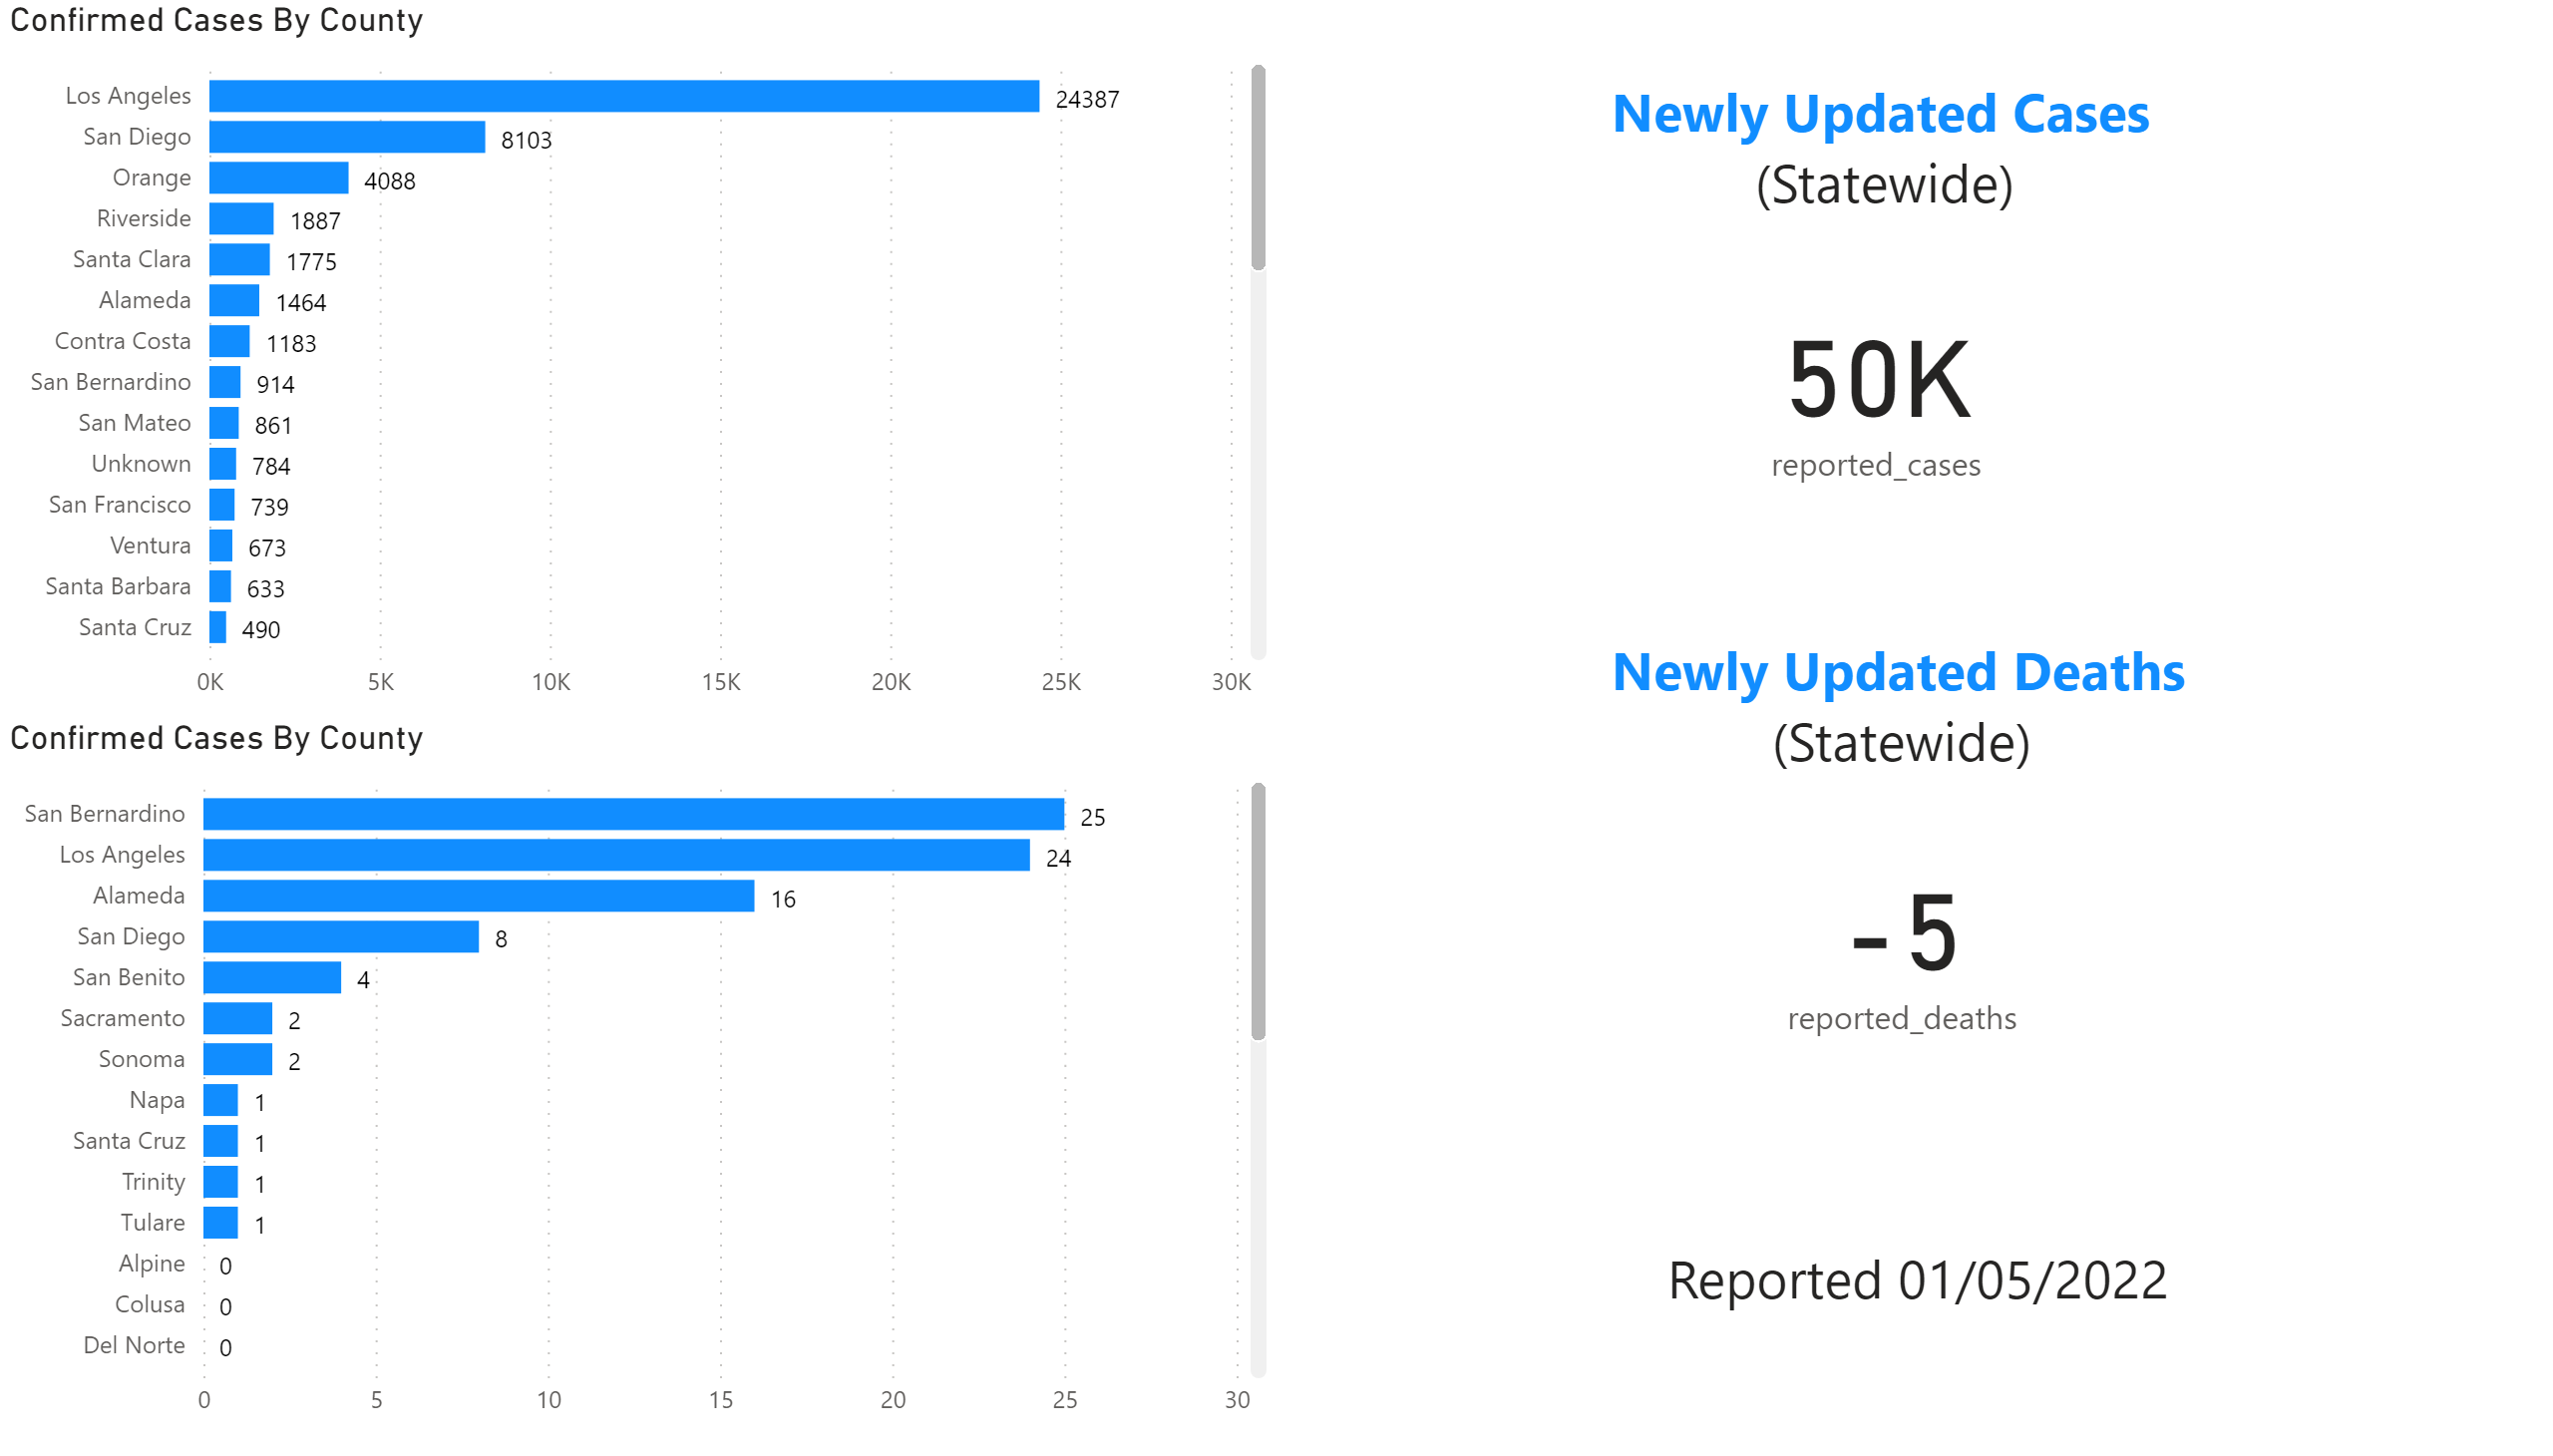 Confirmed Cases By County
Los Angeles 24387
San Diego 8103
Orange 4088
Riverside 1887
Santa Clara 1775
Alameda 1464
Contra Costa 1183
San Bernardino 914
San Mateo 861
Unknown 784
San Francisco 739
Ventura 673
Santa Barbara 633
Santa Cruz 490
0K 5K 10K 15K 20K 25K 30K
Confirmed Cases By County
San Bernardino 25
Los Angeles 24
Alameda 16
San Diego 8
San Benito 4
Sacramento 2
Sonoma 2
Napa 1
Santa Cruz 1
Trinity 1
Tulare 1
Alpine 0
Colusa 0
Del Norte 0
0 5 10 15 20 25 30
Newly Updated Cases
(Statewide)
50K
reported_cases
Newly Updated Deaths
(Statewide)
-5
reported_deaths
Reported 01/05/2022